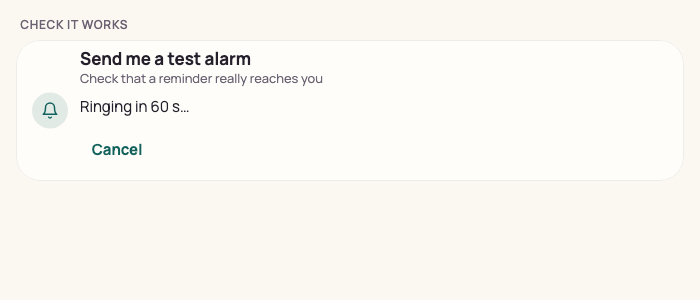 CHECK IT WORKS
Send me a test alarm
Check that a reminder really reaches you
Ringing in 60 s…
Cancel